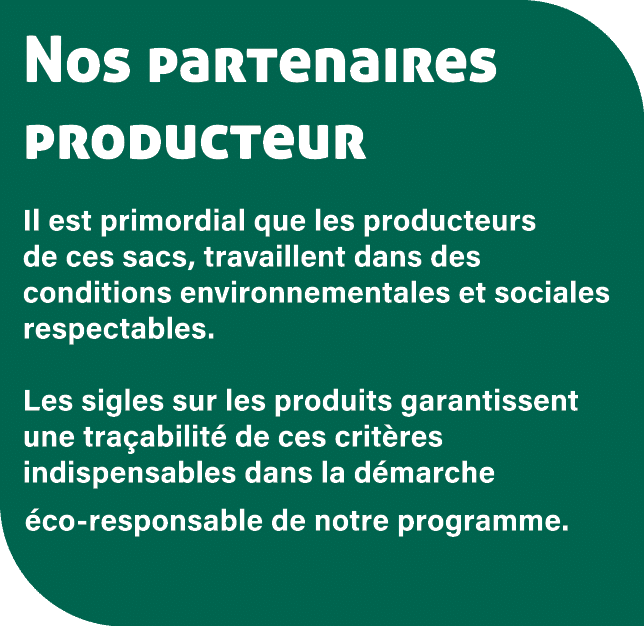 Nos partenaires
producteur
Il est primordial que les producteurs
de ces sacs, travaillent dans des
conditions environnementales et sociales
respectables.
Les sigles sur les produits garantissent
une traçabilité de ces critères
indispensables dans la démarche
éco-responsable de notre programme.